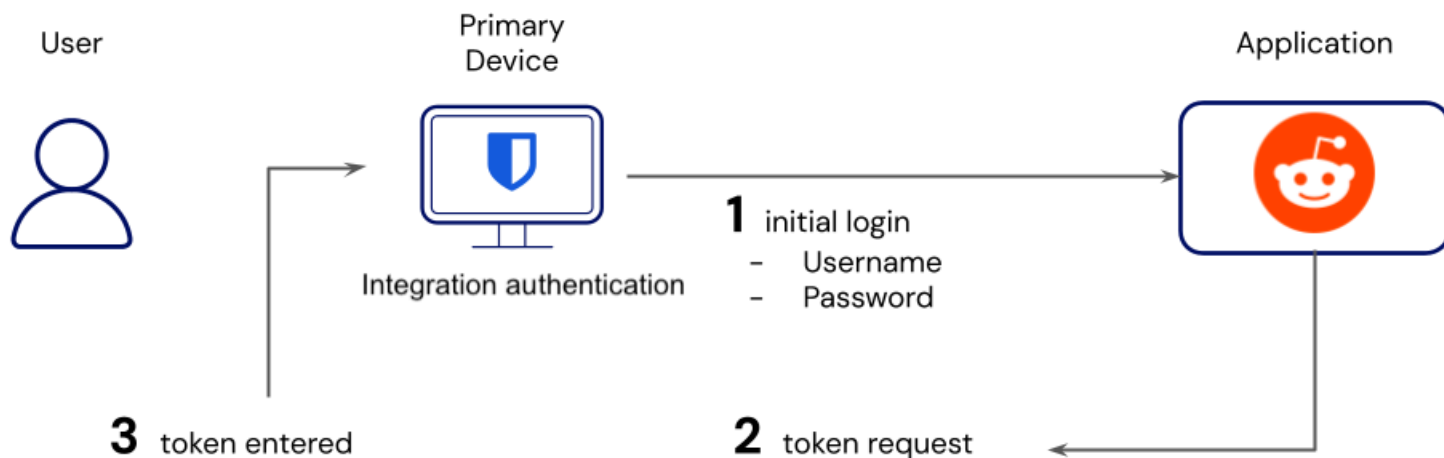 User
Primary
Device
Application
Integration authentication
1 initial login
- Username
- Password
3 token entered
2 token request